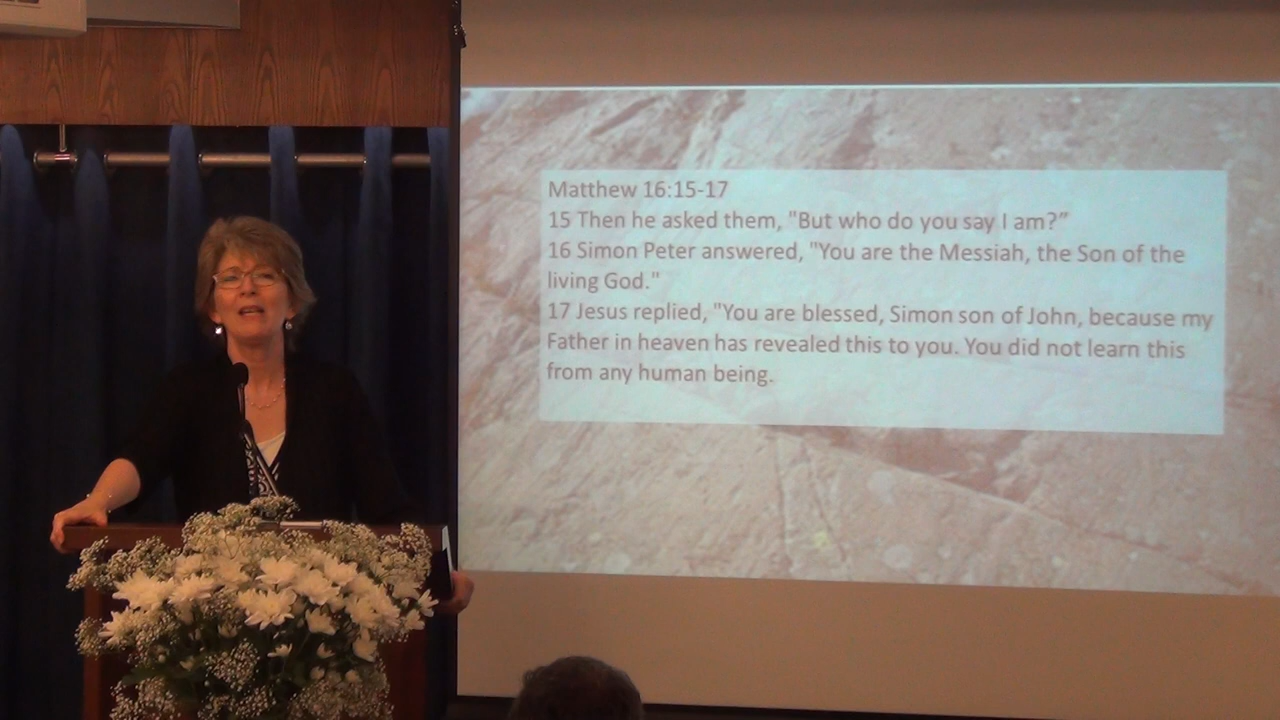 Matthew 16:15-17
15 Then he asked them, "But who do you say I am?”
16 Simon Peter answered, "You are the Messiah, the Son of the
living God."
17 Jesus replied, "You are blessed, Simon son of John, because my
Father in heaven has revealed this to you. You did not learn this
from any human being.